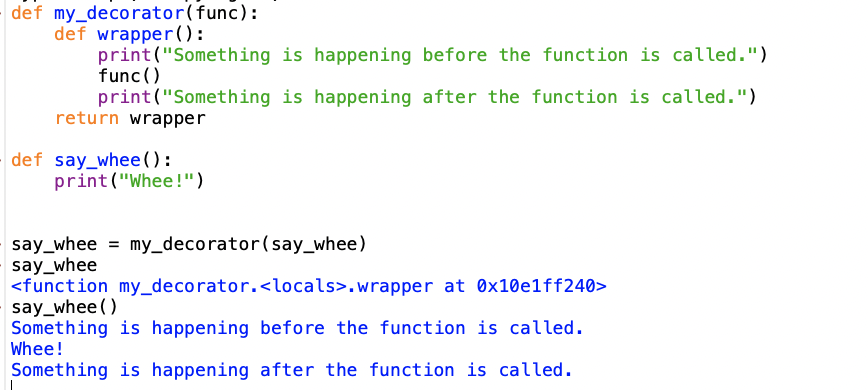 def my_decorator(func):
    def wrapper():
        print("Something is happening before the function is called.")
        func()
        print("Something is happening after the function is called.")
    return wrapper
def say_whee():
    print("Whee!")
say_whee = my_decorator(say_whee)
say_whee
<function my_decorator.<locals>.wrapper at 0x10e1ff240>
say_whee()
Something is happening before the function is called.
Whee!
Something is happening after the function is called.